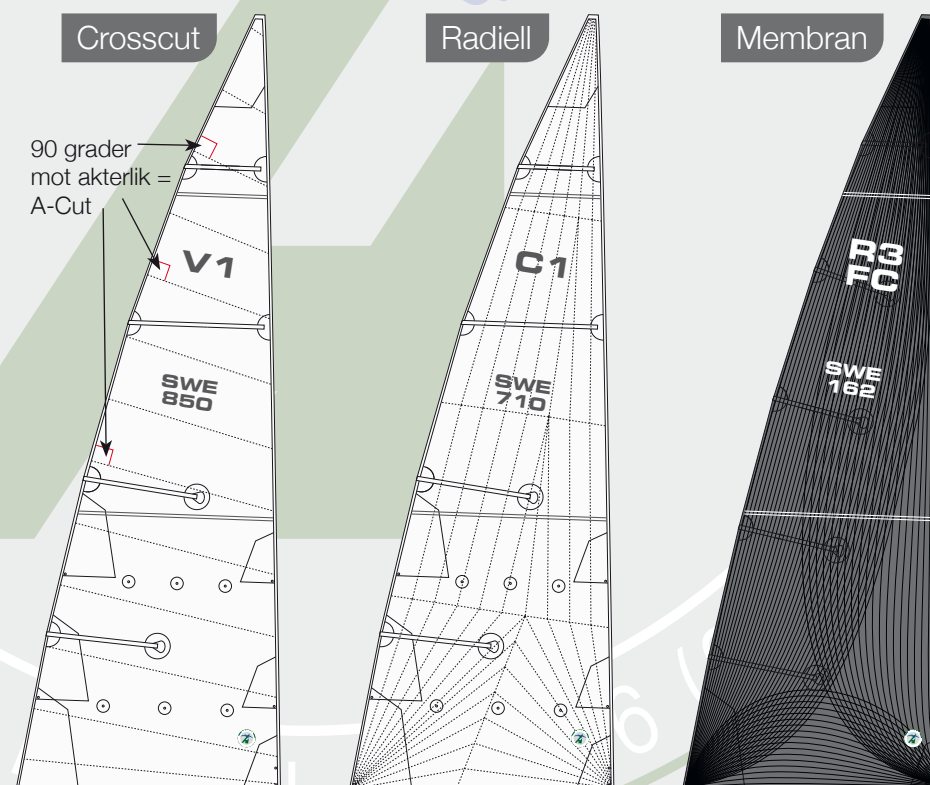 Crosscut
Radiell
Membran
90 grader
mot akterlik =
A-Cut
V1
SWE
850
C1
SWE
710
R3
FC
SWE
162